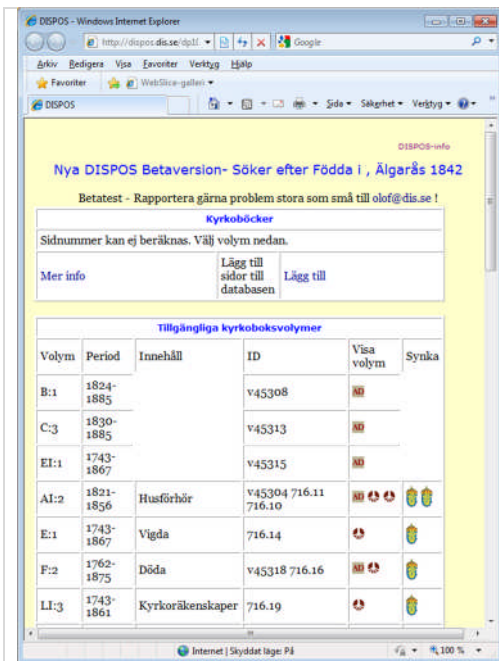 DISPOS - Windows Internet Explorer
http://dispos.dis.se/dp1/
Google
Arkiv Redigera Visa Favoriter Verktyg Hjälp
Favoriter WebSlice-galleri
DISPOS Sida Säkerhet Verktyg
DISPOS-info
Nya DISPOS Betaversion- Söker efter Födda i , Älgarås 1842
Betatest - Rapportera gärna problem stora som små till olof@dis.se !
Kyrkoböcker
Sidnummer kan ej beräknas. Välj volym nedan.
Mer info Lägg till sidor till databasen Lägg till
Tillgängliga kyrkoboksvolymer
Volym Period Innehåll ID Visa volym Synka
B:1 1824-1885 v45308 AD
C:3 1830-1885 v45313 AD
EI:1 1743-1867 v45315 AD
AI:2 1821-1856 Husförhör v45304 716.11 716.10 AD
E:1 1743-1867 Vigda 716.14
F:2 1762-1875 Döda v45318 716.16 AD
LI:3 1743-1861 Kyrkoräkenskaper 716.19
Internet | Skyddat läge: På 100 %